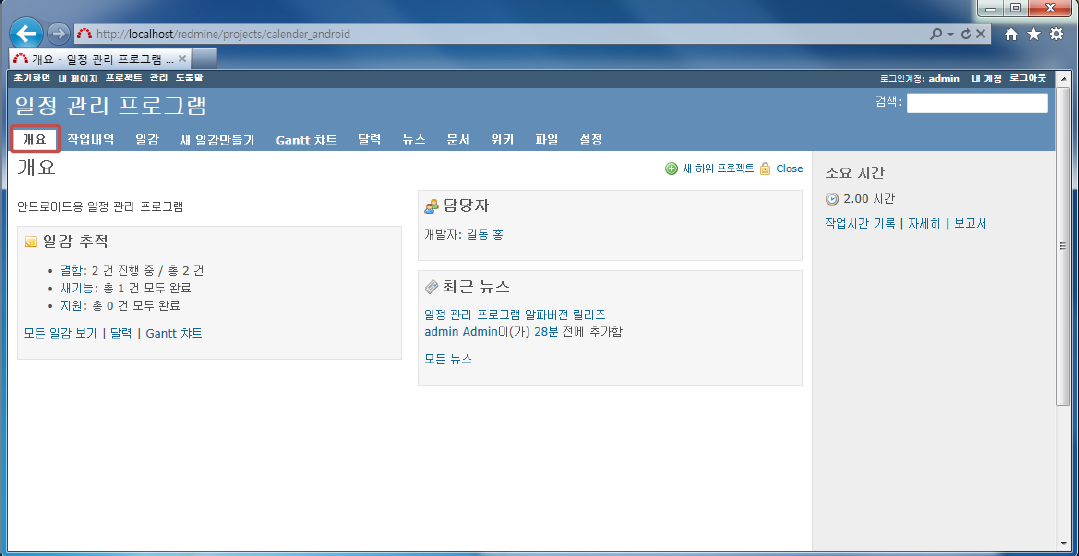 http://localhost/redmine/projects/calender_android
개요 - 일정 관리 프로그램 ...
초기화면 내 페이지 프로젝트 관리 도움말
로그인계정: admin 내 계정 로그아웃
일정 관리 프로그램
검색:
개요 작업내역 일감 새 일감만들기 Gantt 챠트 달력 뉴스 문서 위키 파일 설정
개요
새 하위 프로젝트 Close
안드로이드용 일정 관리 프로그램
일감 추적
• 결함: 2 건 진행 중 / 총 2 건
• 새기능: 총 1 건 모두 완료
• 지원: 총 0 건 모두 완료
모든 일감 보기 | 달력 | Gantt 챠트
담당자
개발자: 길동 홍
최근 뉴스
일정 관리 프로그램 알파버전 릴리즈
admin Admin이(가) 28분 전에 추가함
모든 뉴스
소요 시간
2.00 시간
작업시간 기록 | 자세히 | 보고서